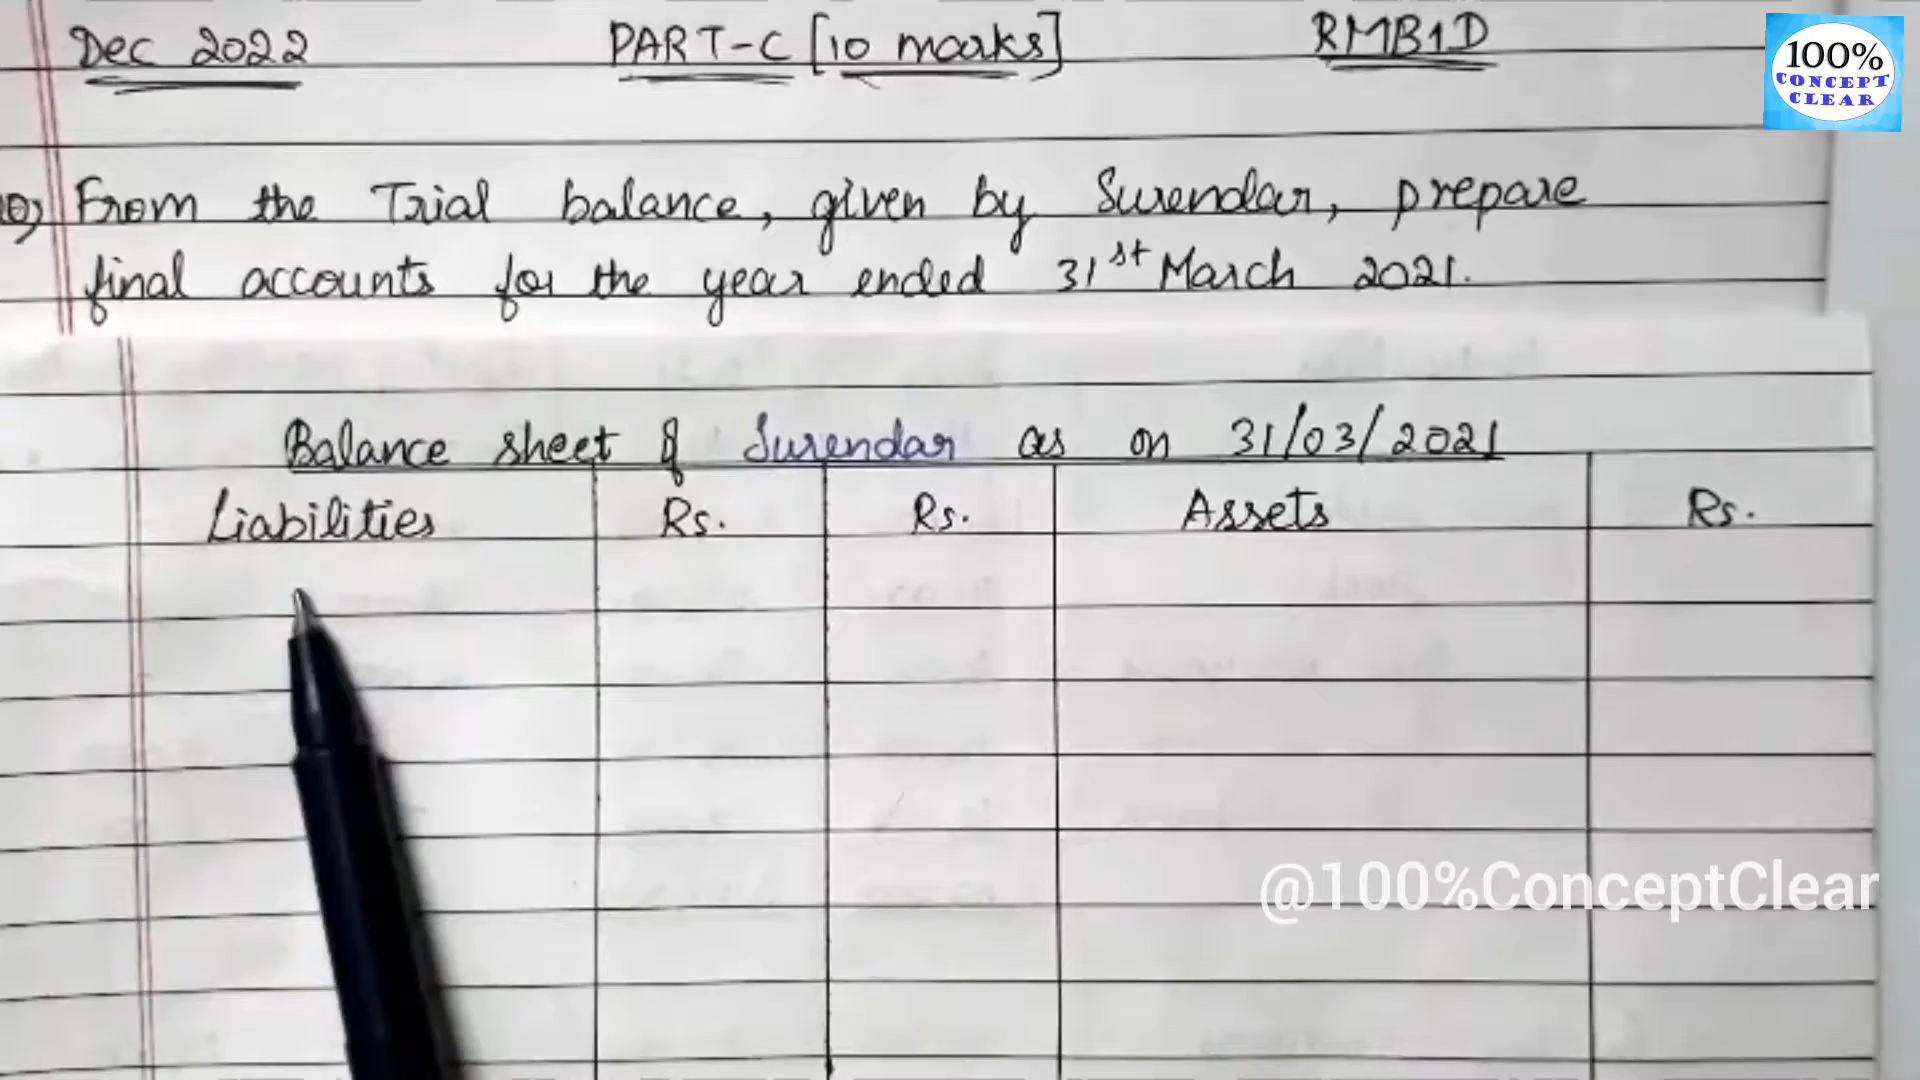 Dec 2022 PART-C [10 marks] RMB1D
100%
CONCEPT
CLEAR
From the Trial balance, given by Surendar, prepare
final accounts for the year ended 31st March 2021.
Balance sheet of Surendar as on 31/03/2021
Liabilities Rs. Rs. Assets Rs.
@100%ConceptClear